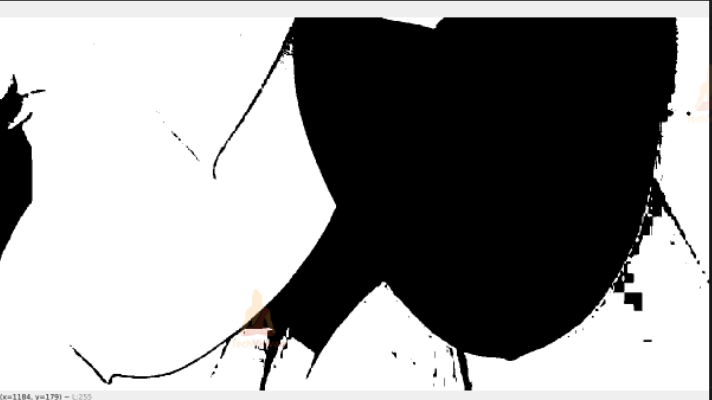 (x=1184, y=179) ~ L:255